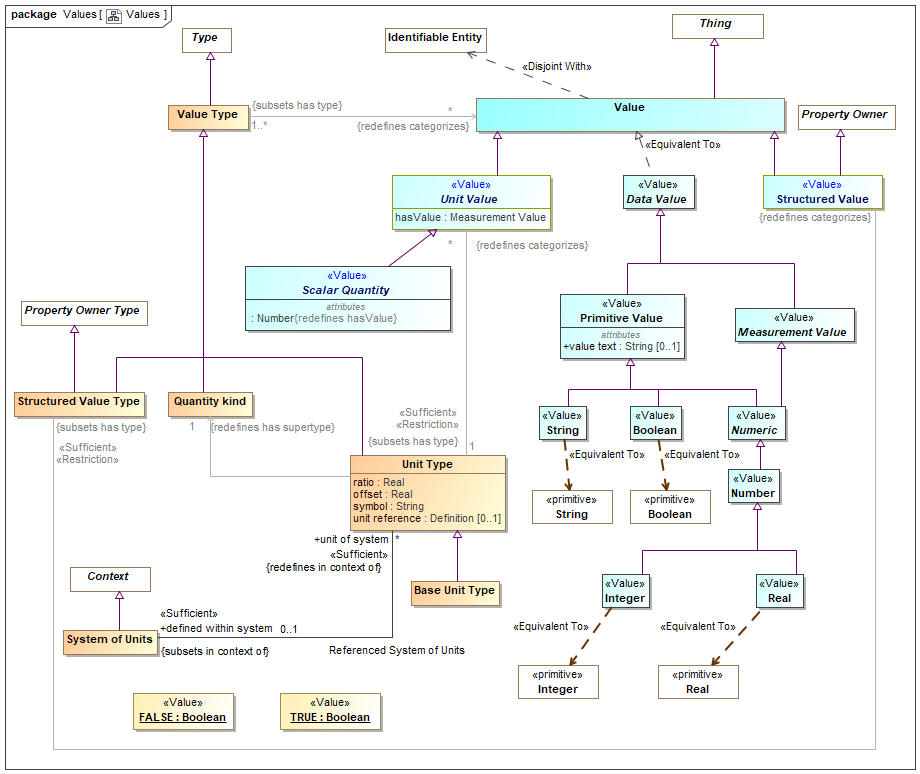 package Values [ Values ]
Type
Identifiable Entity
Thing
«Disjoint With»
Value Type
{subsets has type}
1..*
*
{redefines categorizes}
Value
Property Owner
«Equivalent To»
«Value»
Unit Value
hasValue : Measurement Value
«Value»
Data Value
«Value»
Structured Value
{redefines categorizes}
*
{redefines categorizes}
«Value»
Scalar Quantity
attributes
: Number{redefines hasValue}
Property Owner Type
«Value»
Primitive Value
attributes
+value text : String [0..1]
«Value»
Measurement Value
Structured Value Type
{subsets has type}
«Sufficient»
«Restriction»
Quantity kind
1
{redefines has supertype}
«Sufficient»
«Restriction»
{subsets has type}
1
«Value»
String
«Value»
Boolean
«Value»
Numeric
«Equivalent To»
«Equivalent To»
Unit Type
ratio : Real
offset : Real
symbol : String
unit reference : Definition [0..1]
«Value»
Number
«primitive»
String
«primitive»
Boolean
+unit of system
*
«Sufficient»
{redefines in context of}
Context
Base Unit Type
«Value»
Integer
«Value»
Real
«Sufficient»
+defined within system
0..1
System of Units
{subsets in context of}
Referenced System of Units
«Equivalent To»
«Equivalent To»
«primitive»
Integer
«primitive»
Real
«Value»
FALSE : Boolean
«Value»
TRUE : Boolean